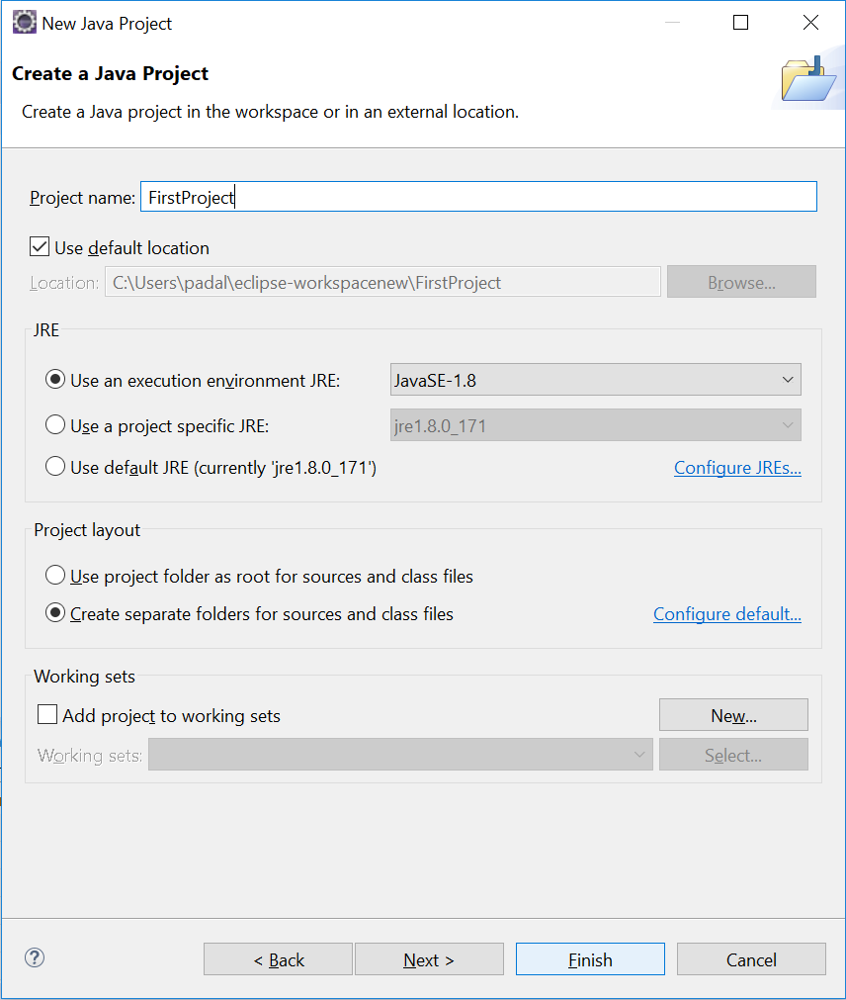 New Java Project
Create a Java Project
Create a Java project in the workspace or in an external location.
Project name: FirstProject
Use default location
Location: C:\Users\padal\eclipse-workspacenew\FirstProject Browse...
JRE
Use an execution environment JRE: JavaSE-1.8
Use a project specific JRE: jre1.8.0_171
Use default JRE (currently 'jre1.8.0_171') Configure JREs...
Project layout
Use project folder as root for sources and class files
Create separate folders for sources and class files Configure default...
Working sets
Add project to working sets New...
Working sets: Select...
? < Back Next > Finish Cancel